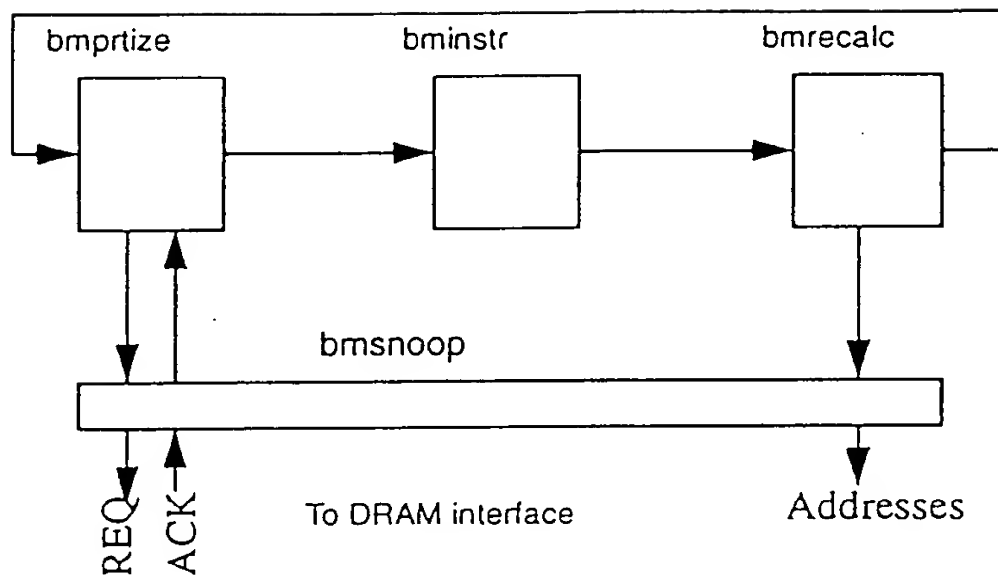 bmprtize
bminstr
bmrecalc
bmsnoop
REQ
ACK
To DRAM interface
Addresses